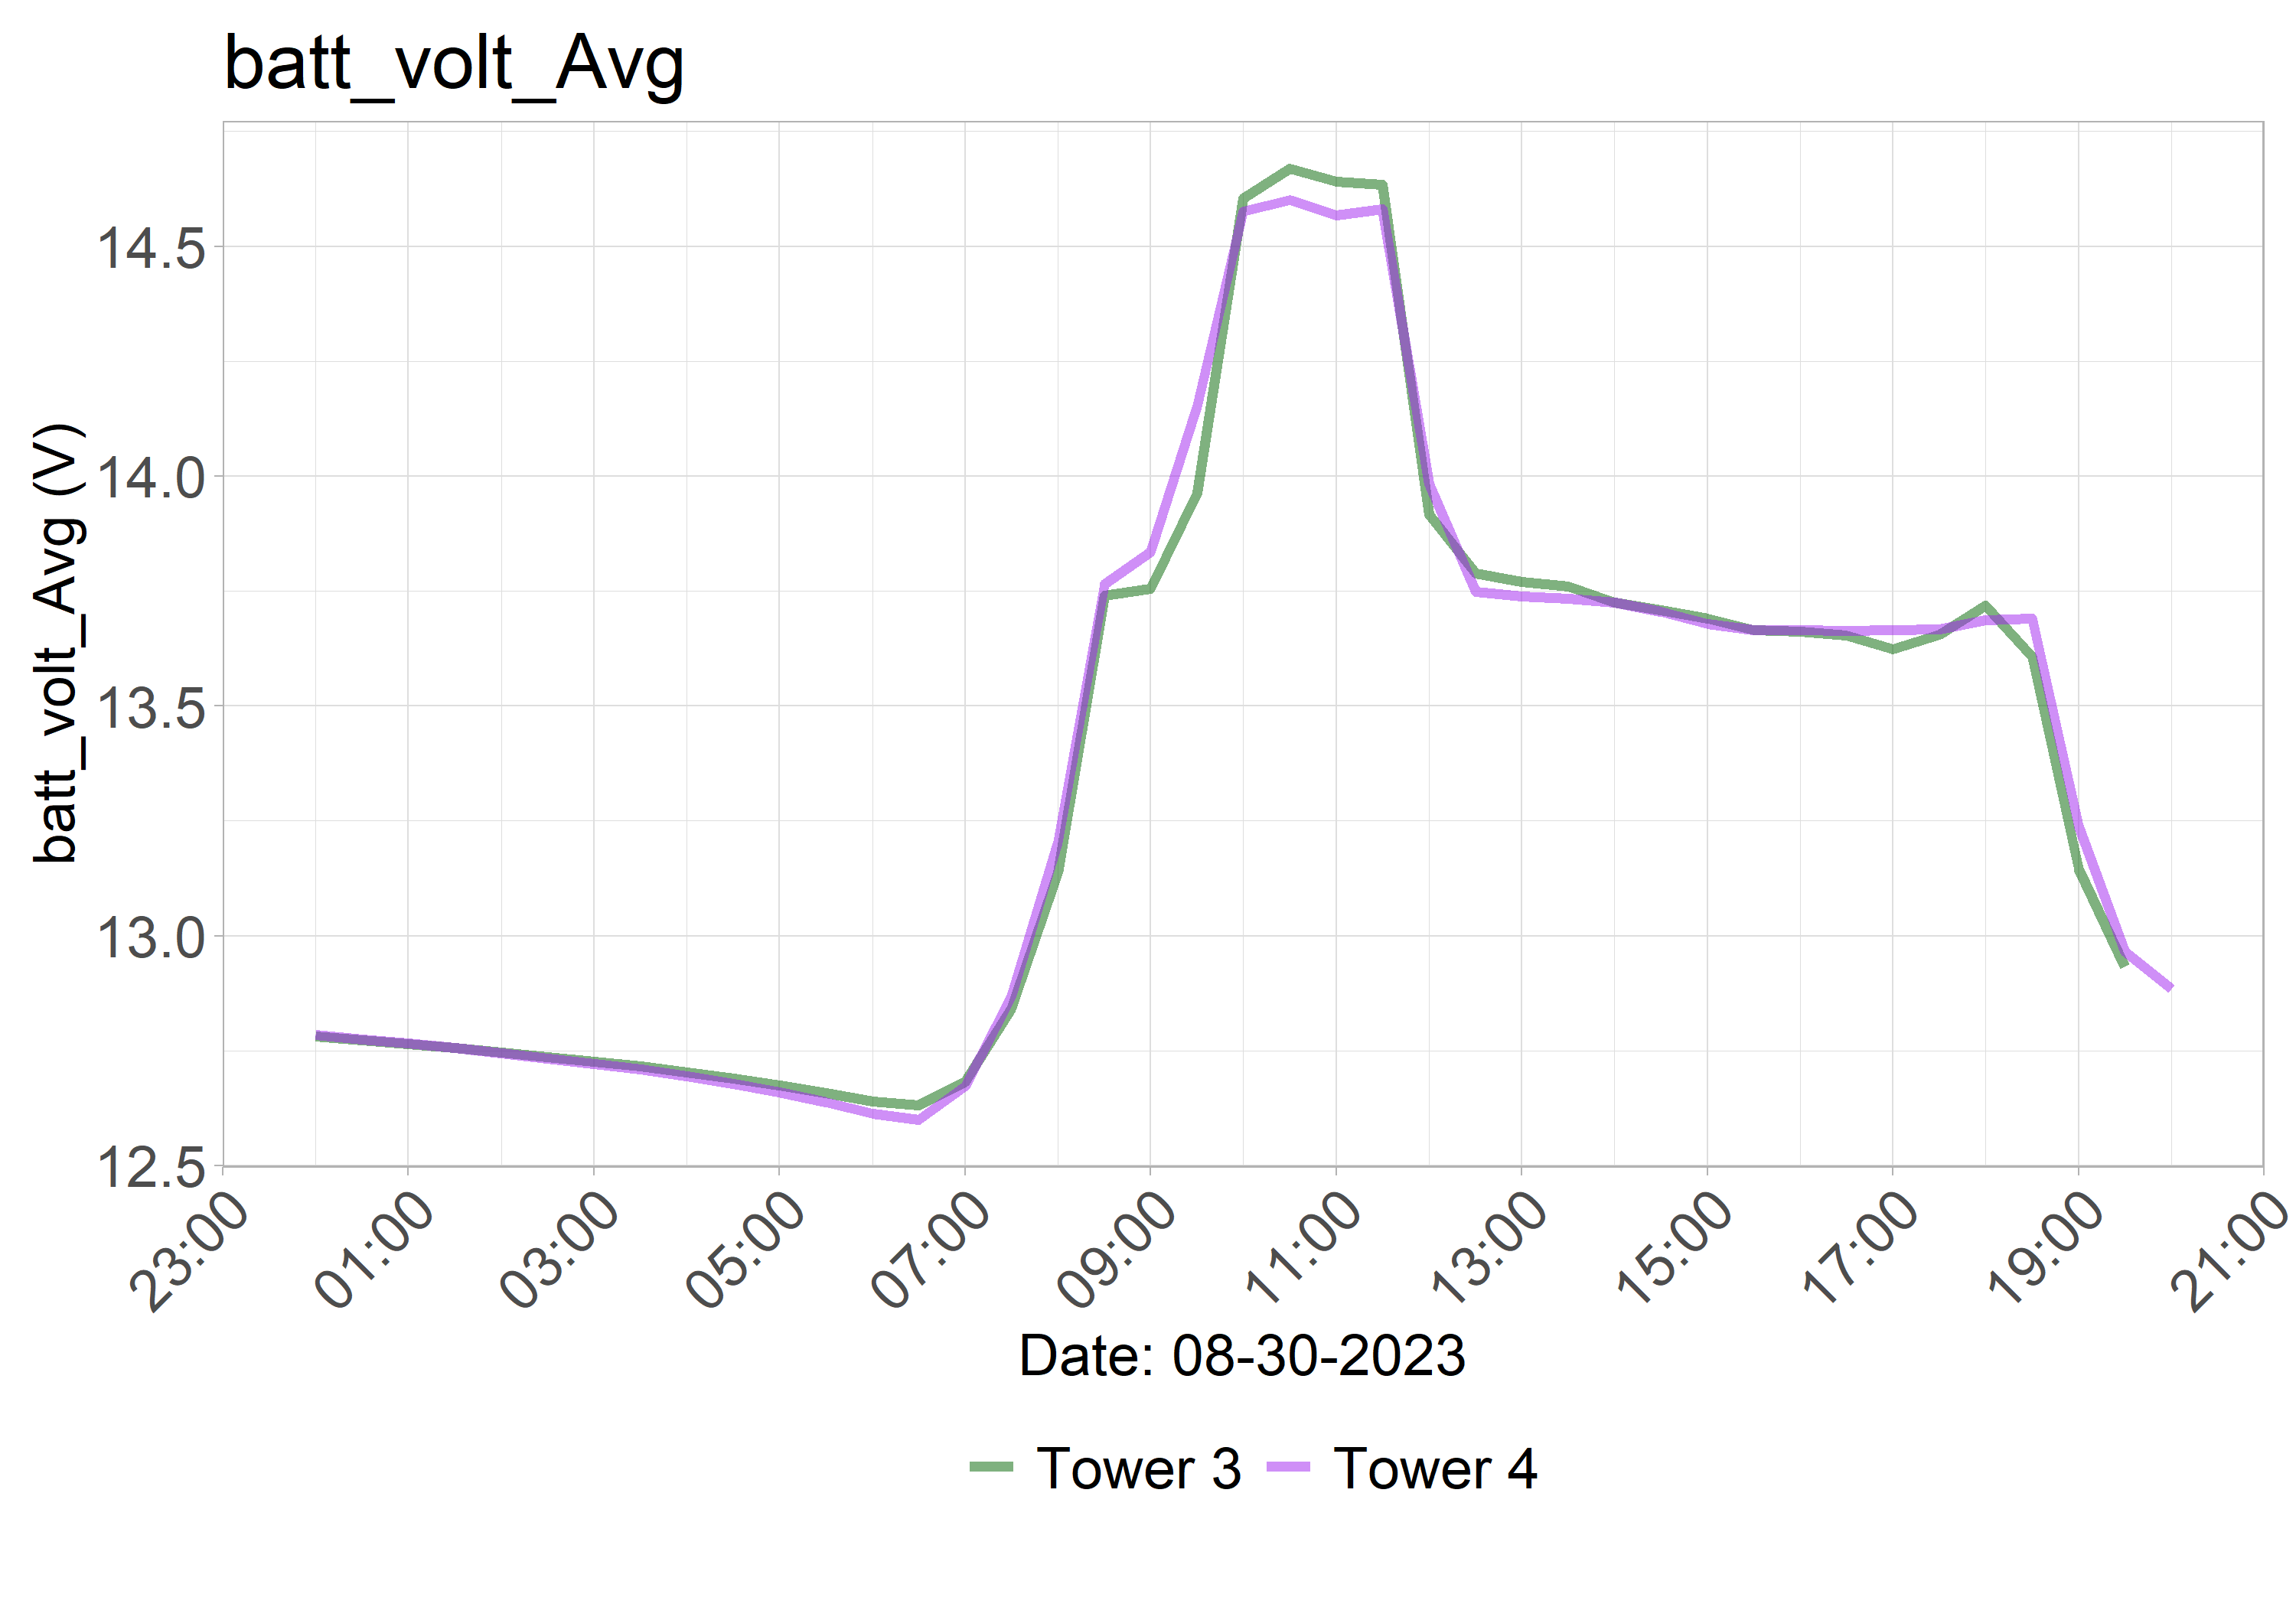 batt_volt_Avg
batt_volt_Avg (V)
14.5
14.0
13.5
13.0
12.5
23:00 01:00 03:00 05:00 07:00 09:00 11:00 13:00 15:00 17:00 19:00 21:00
Date: 08-30-2023
Tower 3 Tower 4